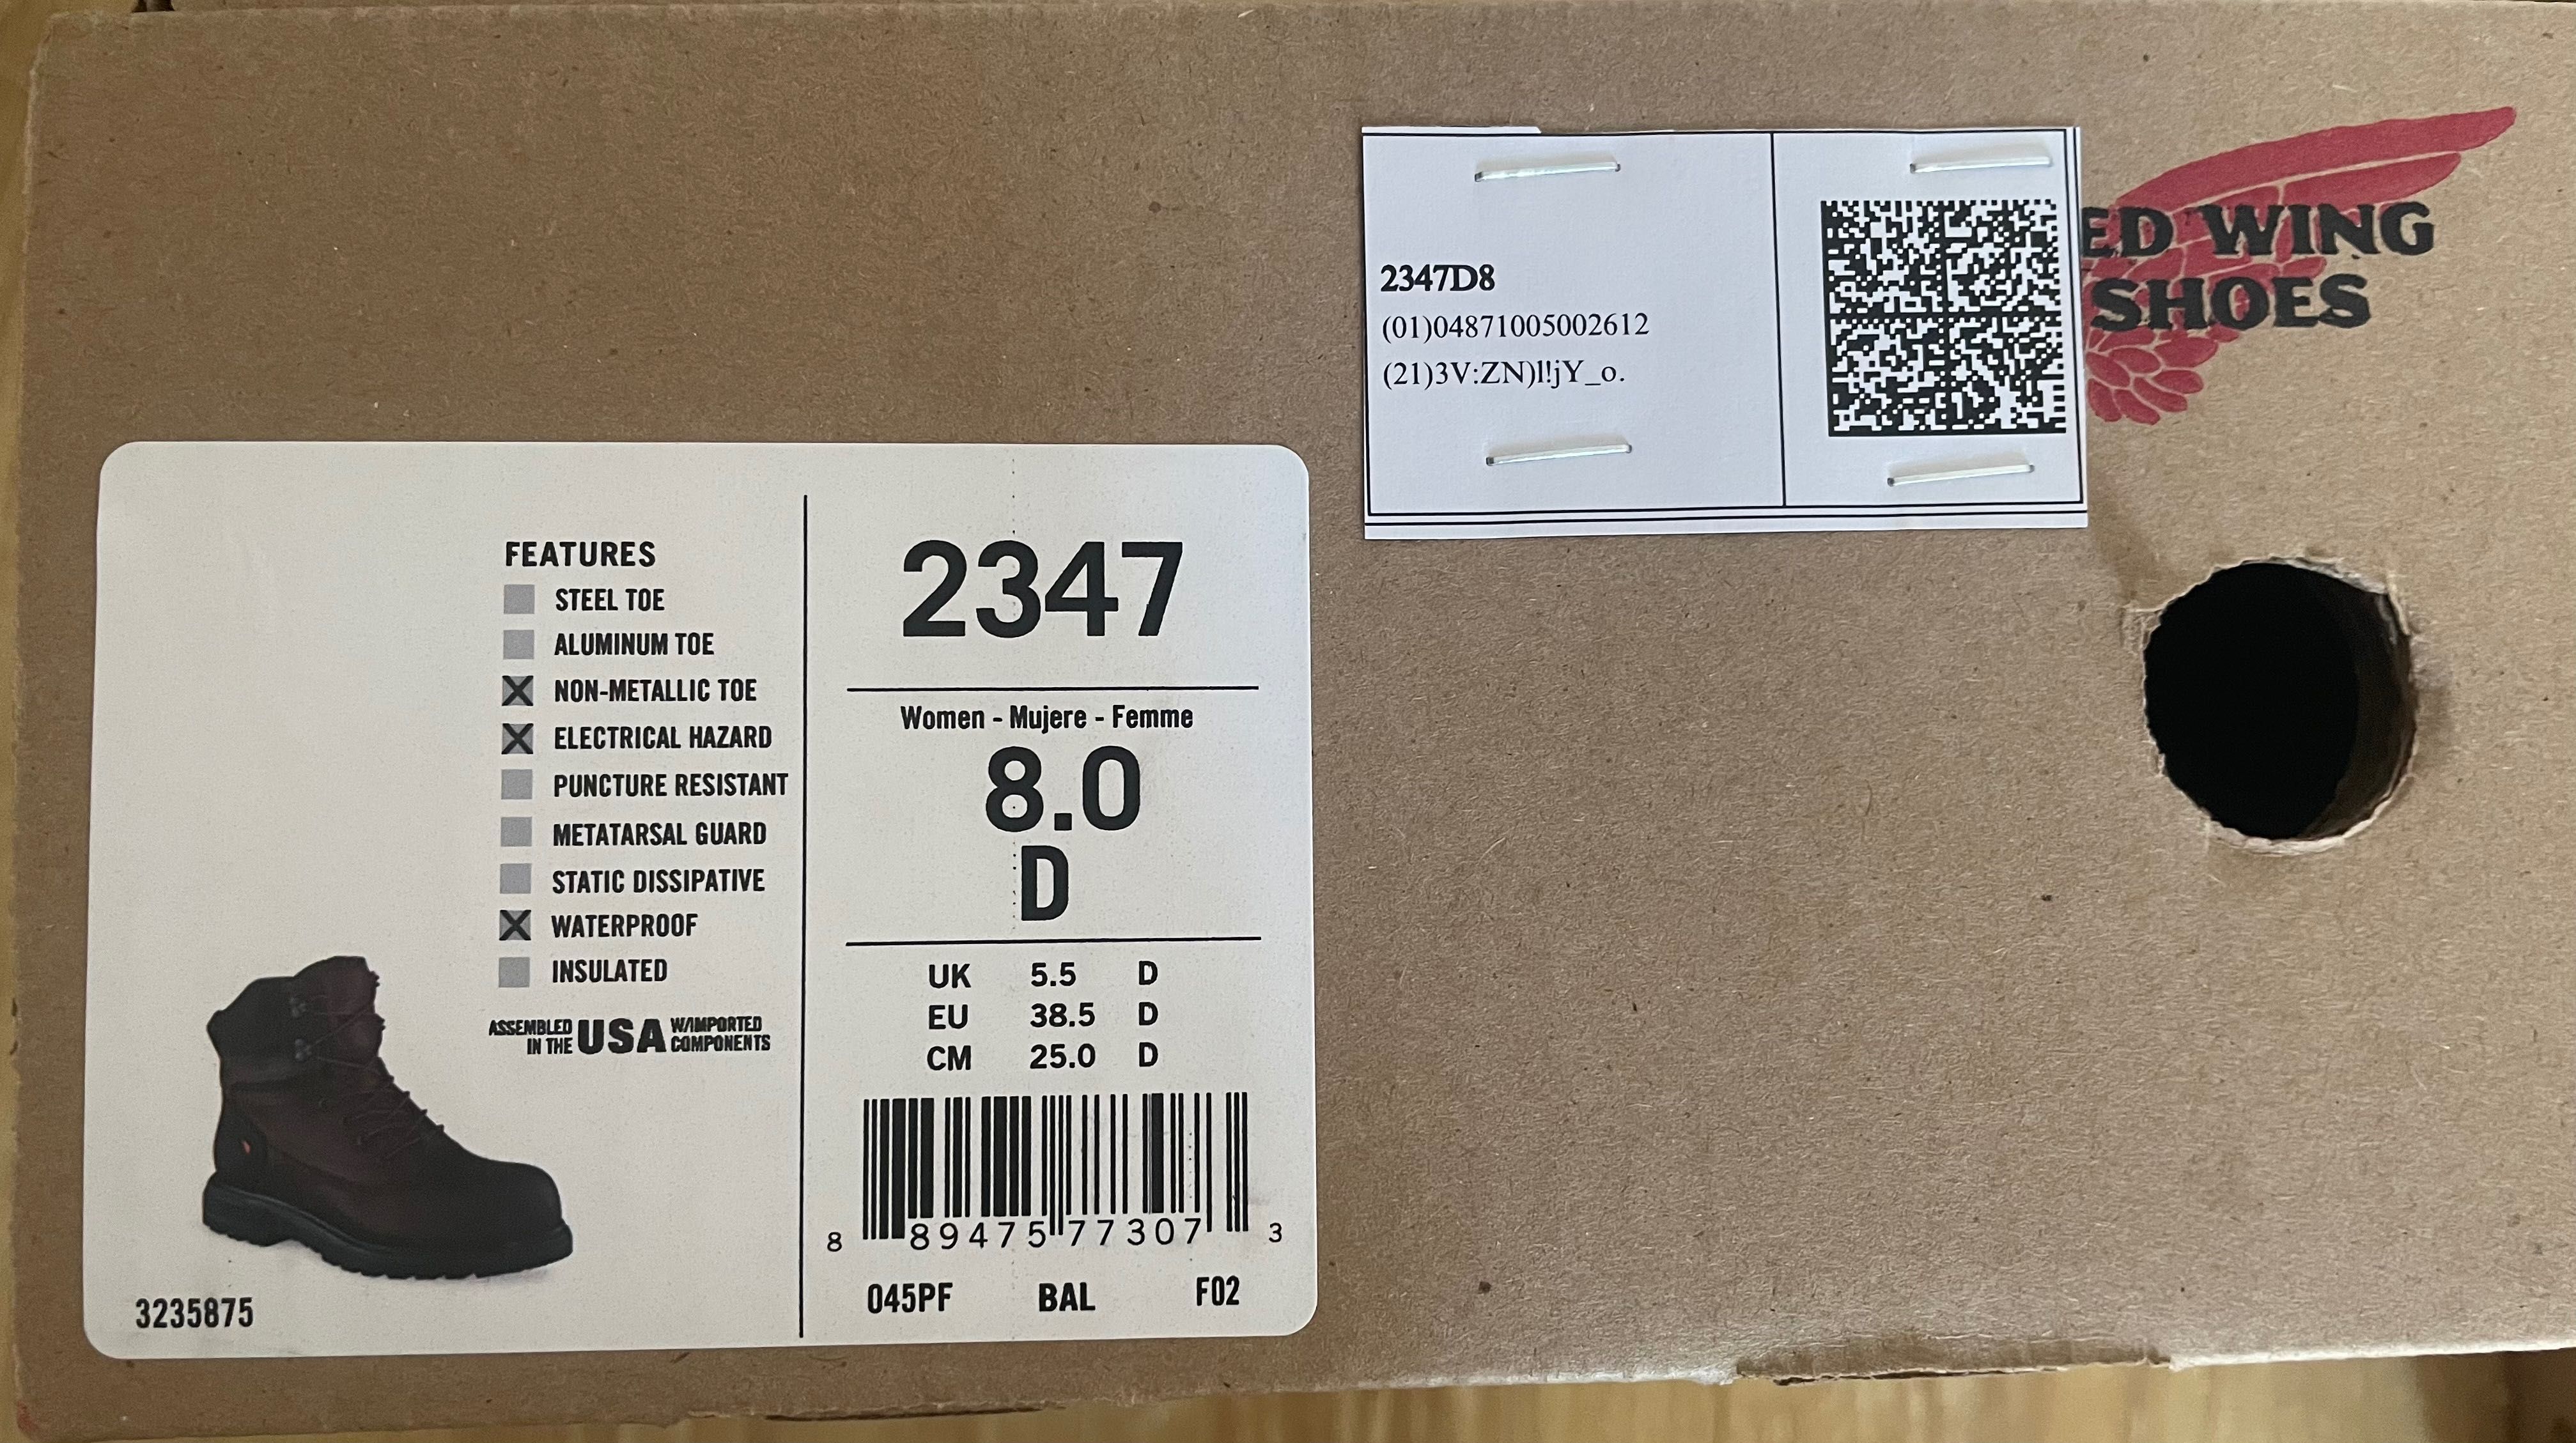 ED WING
SHOES
2347D8
(01)04871005002612
(21)3V:ZN)l!jY_o.
FEATURES
STEEL TOE
ALUMINUM TOE
NON-METALLIC TOE
ELECTRICAL HAZARD
PUNCTURE RESISTANT
METATARSAL GUARD
STATIC DISSIPATIVE
WATERPROOF
INSULATED
ASSEMBLED IN THE USA W/IMPORTED COMPONENTS
3235875
2347
Women - Mujere - Femme
8.0
D
UK 5.5 D
EU 38.5 D
CM 25.0 D
8 89475 77307 3
045PF BAL F02